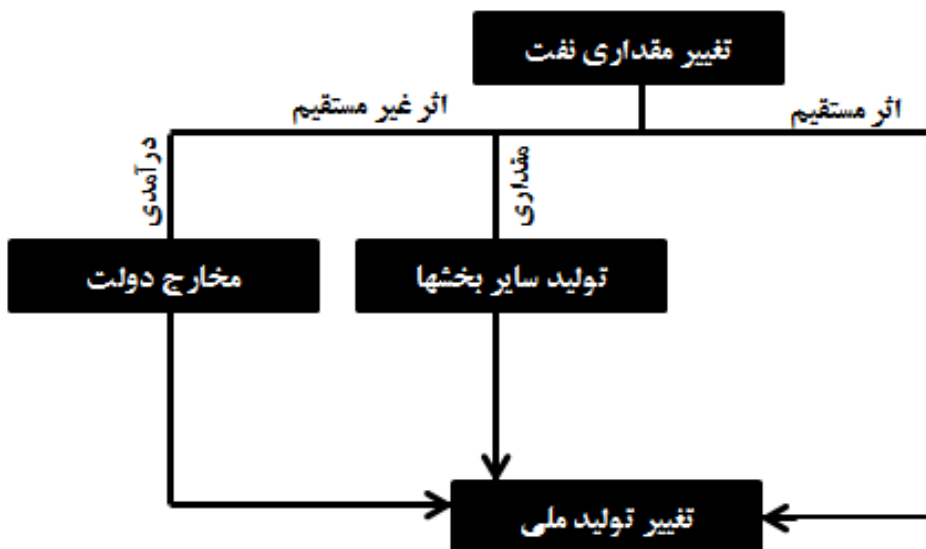 تغییر مقداری نفت
اثر مستقیم
اثر غیر مستقیم
مقداری
درآمدی
تولید سایر بخشها
مخارج دولت
تغییر تولید ملی